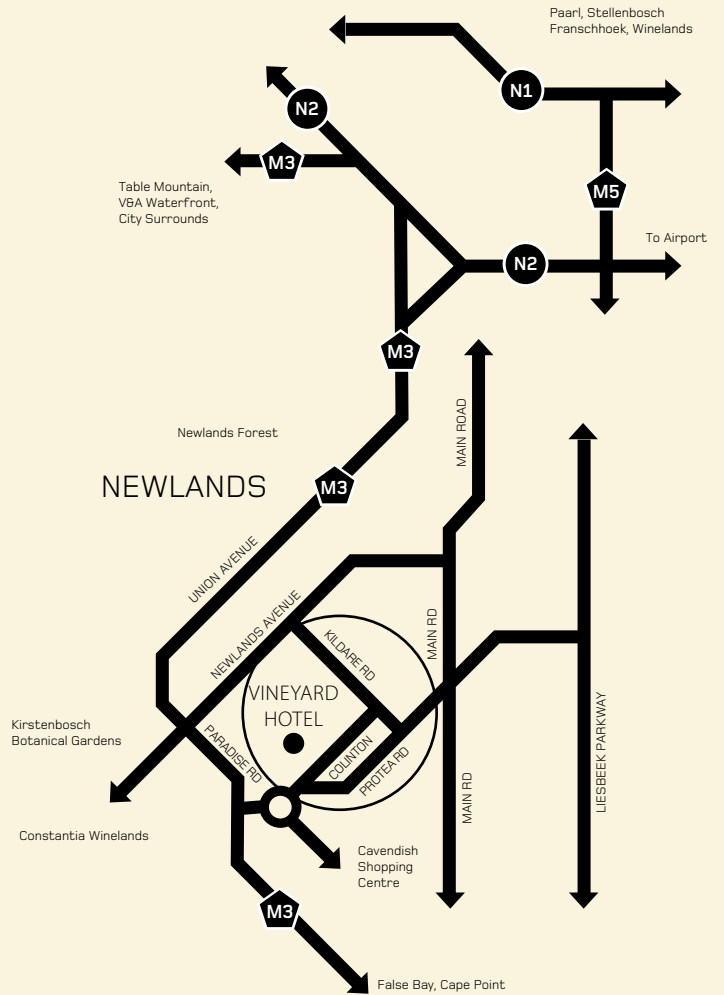 Paarl, Stellenbosch
Franschhoek, Winelands
N1
N2
M3
Table Mountain,
V&A Waterfront,
City Surrounds
M5
To Airport
N2
M3
MAIN ROAD
Newlands Forest
NEWLANDS
M3
UNION AVENUE
NEWLANDS AVENUE
KILDARE RD
MAIN RD
VINEYARD
HOTEL
Kirstenbosch
Botanical Gardens
PARADISE RD
COLINTON
PROTEA RD
MAIN RD
LIESBEEK PARKWAY
Constantia Winelands
Cavendish
Shopping
Centre
M3
False Bay, Cape Point